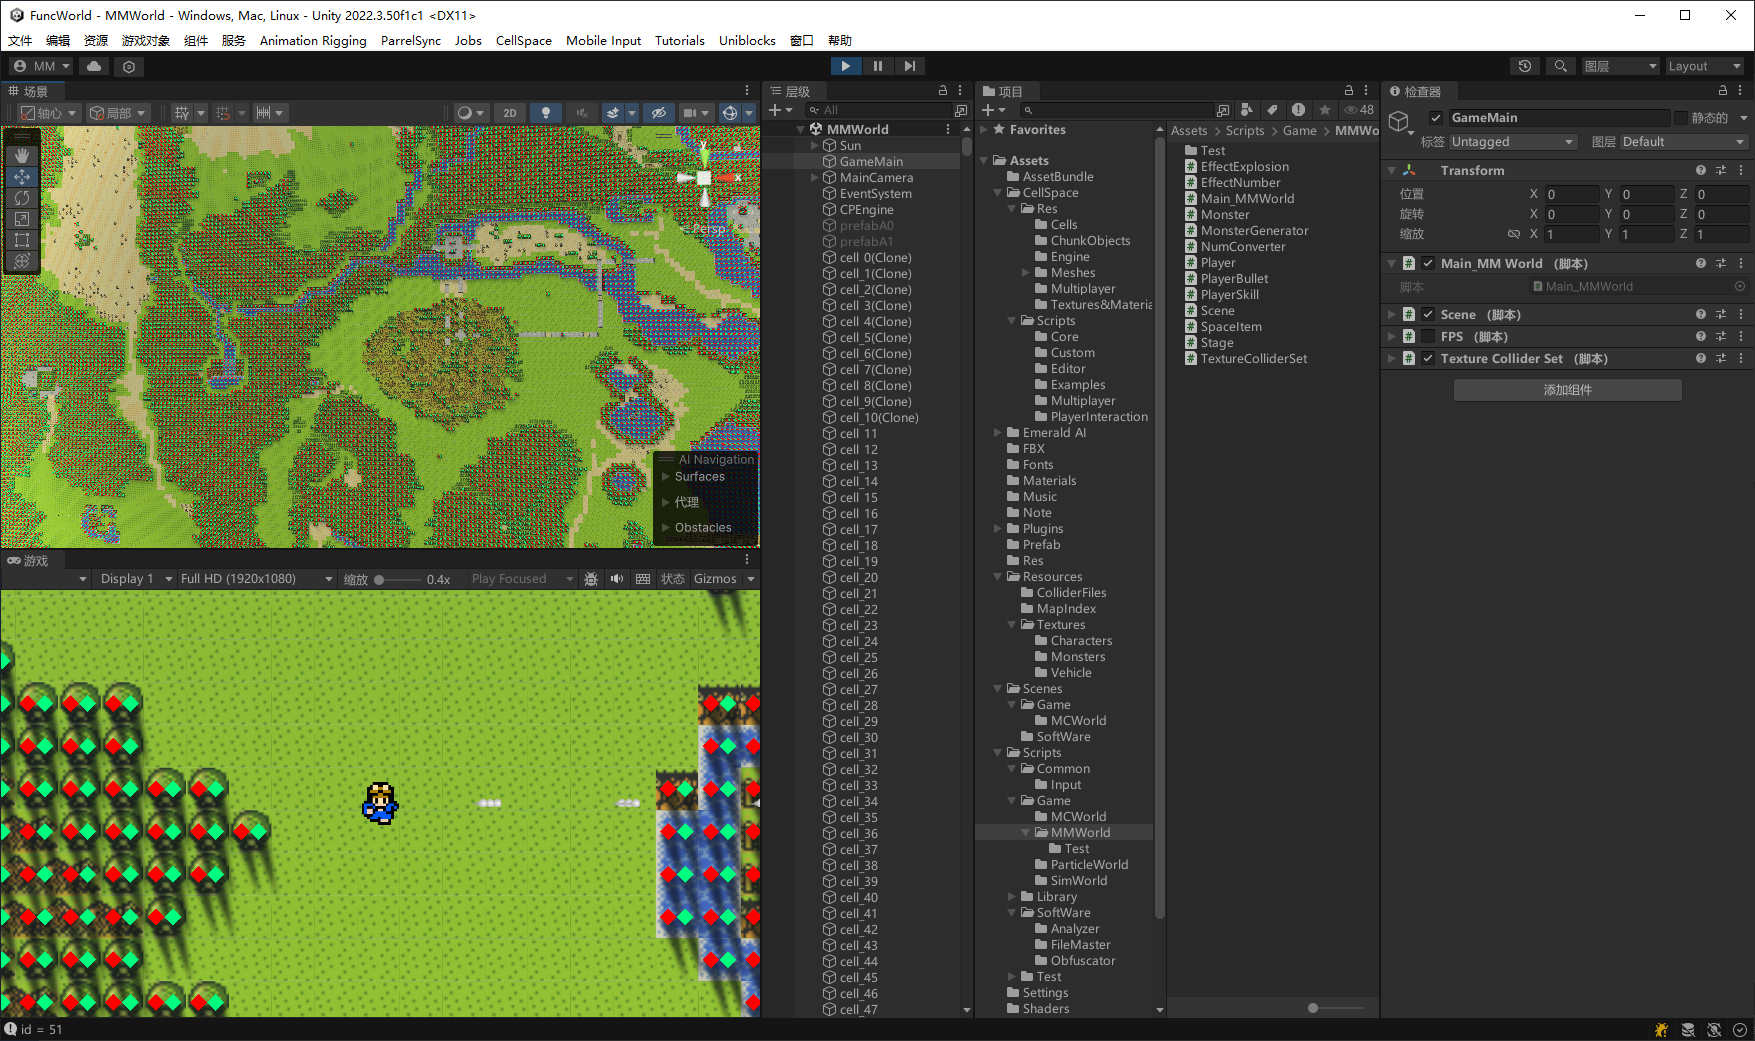 FuncWorld - MMWorld - Windows, Mac, Linux - Unity 2022.3.50f1c1 <DX11>
文件 编辑 资源 游戏对象 组件 服务 Animation Rigging ParrelSync Jobs CellSpace Mobile Input Tutorials Uniblocks 窗口 帮助
MM
图层 Layout
场景
轴心 局部 2D
y
x
Persp
AI Navigation
Surfaces
代理
Obstacles
游戏
Display 1 Full HD (1920x1080) 缩放 0.4x Play Focused 状态 Gizmos
层级
All
MMWorld
Sun
GameMain
MainCamera
EventSystem
CPEngine
prefabA0
prefabA1
cell_0(Clone)
cell_1(Clone)
cell_2(Clone)
cell_3(Clone)
cell_4(Clone)
cell_5(Clone)
cell_6(Clone)
cell_7(Clone)
cell_8(Clone)
cell_9(Clone)
cell_10(Clone)
cell_11
cell_12
cell_13
cell_14
cell_15
cell_16
cell_17
cell_18
cell_19
cell_20
cell_21
cell_22
cell_23
cell_24
cell_25
cell_26
cell_27
cell_28
cell_29
cell_30
cell_31
cell_32
cell_33
cell_34
cell_35
cell_36
cell_37
cell_38
cell_39
cell_40
cell_41
cell_42
cell_43
cell_44
cell_45
cell_46
cell_47
项目
48
Favorites
Assets
AssetBundle
CellSpace
Res
Cells
ChunkObjects
Engine
Meshes
Multiplayer
Textures&Materia
Scripts
Core
Custom
Editor
Examples
Multiplayer
PlayerInteraction
Emerald AI
FBX
Fonts
Materials
Music
Note
Plugins
Prefab
Res
Resources
ColliderFiles
MapIndex
Textures
Characters
Monsters
Vehicle
Scenes
Game
MCWorld
SoftWare
Scripts
Common
Input
Game
MCWorld
MMWorld
Test
ParticleWorld
SimWorld
Library
SoftWare
Analyzer
FileMaster
Obfuscator
Test
Settings
Shaders
Assets > Scripts > Game > MMWo
Test
EffectExplosion
EffectNumber
Main_MMWorld
Monster
MonsterGenerator
NumConverter
Player
PlayerBullet
PlayerSkill
Scene
SpaceItem
Stage
TextureColliderSet
检查器
GameMain 静态的
标签 Untagged 图层 Default
Transform
位置 X 0 Y 0 Z 0
旋转 X 0 Y 0 Z 0
缩放 X 1 Y 1 Z 1
Main_MM World （脚本）
脚本 Main_MMWorld
Scene （脚本）
FPS （脚本）
Texture Collider Set （脚本）
添加组件
id = 51